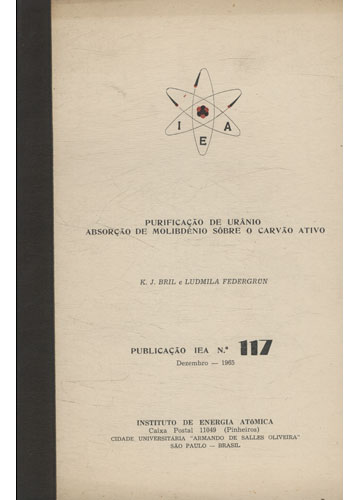 I E A
PURIFICAÇÃO DE URÂNIO
ABSORÇÃO DE MOLIBDÊNIO SÔBRE O CARVÃO ATIVO
K. J. BRIL e LUDMILA FEDERGRÜN
PUBLICAÇÃO IEA N.º 117
Dezembro — 1965
INSTITUTO DE ENERGIA ATÔMICA
Caixa Postal 11049 (Pinheiros)
CIDADE UNIVERSITÁRIA "ARMANDO DE SALLES OLIVEIRA"
SÃO PAULO — BRASIL